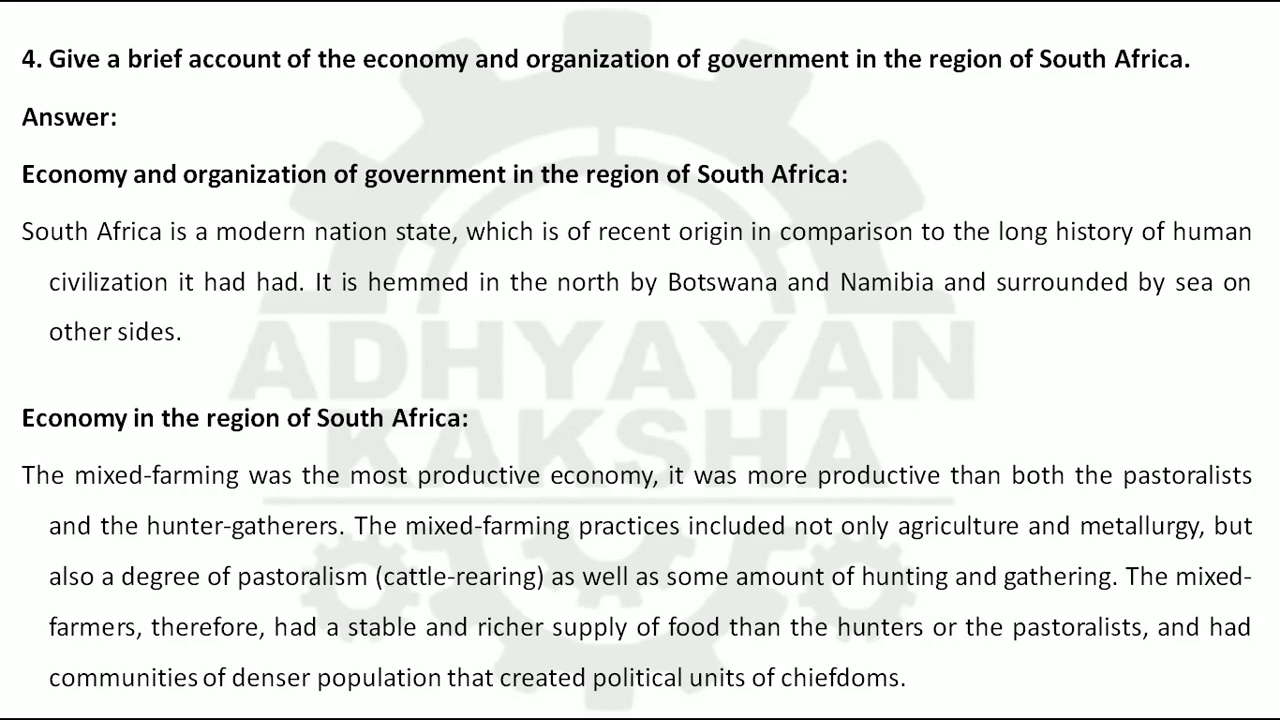 4. Give a brief account of the economy and organization of government in the region of South Africa.
Answer:
Economy and organization of government in the region of South Africa:
South Africa is a modern nation state, which is of recent origin in comparison to the long history of human
civilization it had had. It is hemmed in the north by Botswana and Namibia and surrounded by sea on
other sides.
ADHYAYAN
KAKSHA
Economy in the region of South Africa:
The mixed-farming was the most productive economy, it was more productive than both the pastoralists
and the hunter-gatherers. The mixed-farming practices included not only agriculture and metallurgy, but
also a degree of pastoralism (cattle-rearing) as well as some amount of hunting and gathering. The mixed-
farmers, therefore, had a stable and richer supply of food than the hunters or the pastoralists, and had
communities of denser population that created political units of chiefdoms.